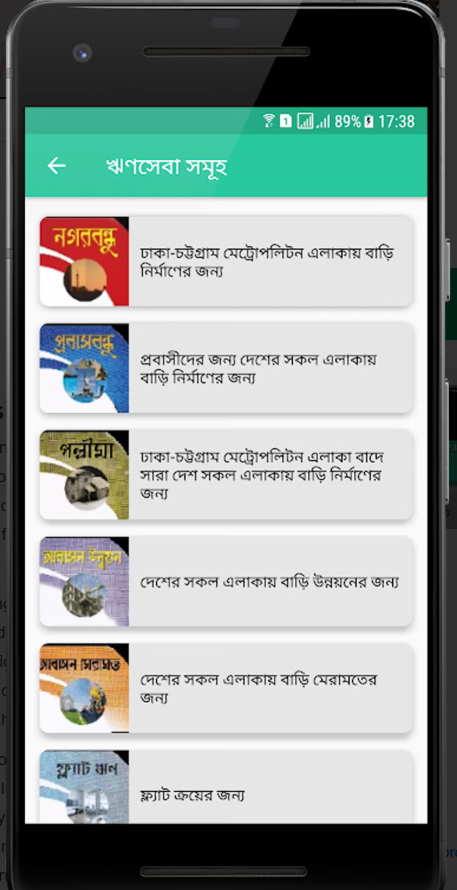 89% 17:38
ঋণসেবা সমূহ
নগরবন্ধু
ঢাকা-চট্টগ্রাম মেট্রোপলিটন এলাকায় বাড়ি
নির্মাণের জন্য
প্রবাসবন্ধু
প্রবাসীদের জন্য দেশের সকল এলাকায়
বাড়ি নির্মাণের জন্য
পল্লীমা
ঢাকা-চট্টগ্রাম মেট্রোপলিটন এলাকা বাদে
সারা দেশ সকল এলাকায় বাড়ি নির্মাণের
জন্য
আবাসন উন্নয়ন
দেশের সকল এলাকায় বাড়ি উন্নয়নের জন্য
আবাসন মেরামত
দেশের সকল এলাকায় বাড়ি মেরামতের
জন্য
ফ্ল্যাট ঋণ
ফ্ল্যাট ক্রয়ের জন্য